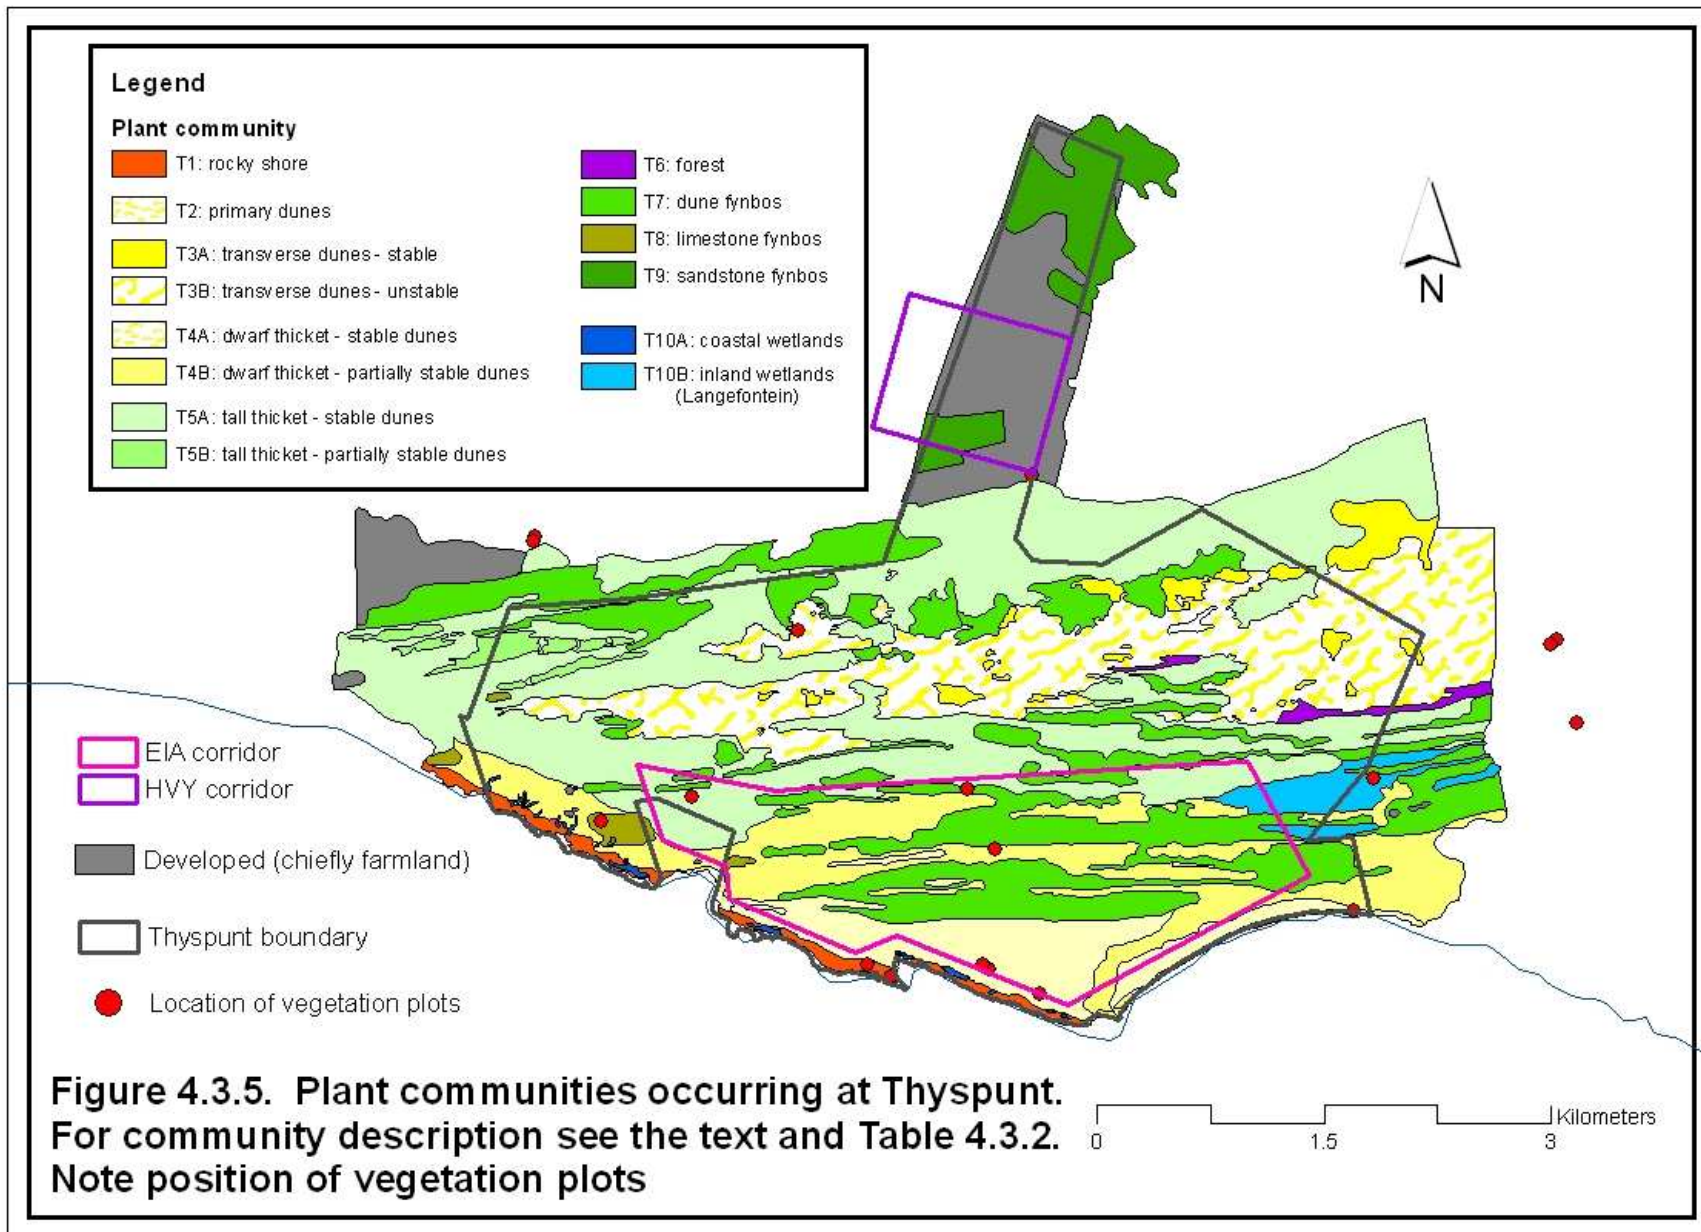 Legend
Plant community
T1: rocky shore
T2: primary dunes
T3A: transverse dunes - stable
T3B: transverse dunes - unstable
T4A: dwarf thicket - stable dunes
T4B: dwarf thicket - partially stable dunes
T5A: tall thicket - stable dunes
T5B: tall thicket - partially stable dunes
T6: forest
T7: dune fynbos
T8: limestone fynbos
T9: sandstone fynbos
T10A: coastal wetlands
T10B: inland wetlands
(Langefontein)
N
EIA corridor
HVY corridor
Developed (chiefly farmland)
Thyspunt boundary
Location of vegetation plots
Figure 4.3.5. Plant communities occurring at Thyspunt.
For community description see the text and Table 4.3.2.
Note position of vegetation plots
Kilometers
0 1.5 3